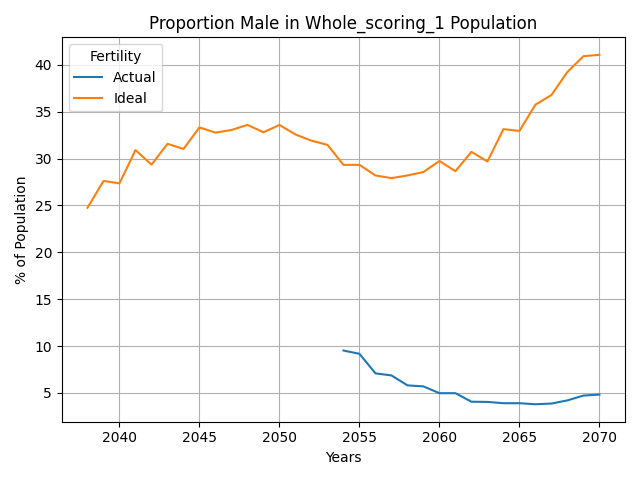 Proportion Male in Whole_scoring_1 Population
Fertility
Actual
Ideal
% of Population
40
35
30
25
20
15
10
5
2040 2045 2050 2055 2060 2065 2070
Years